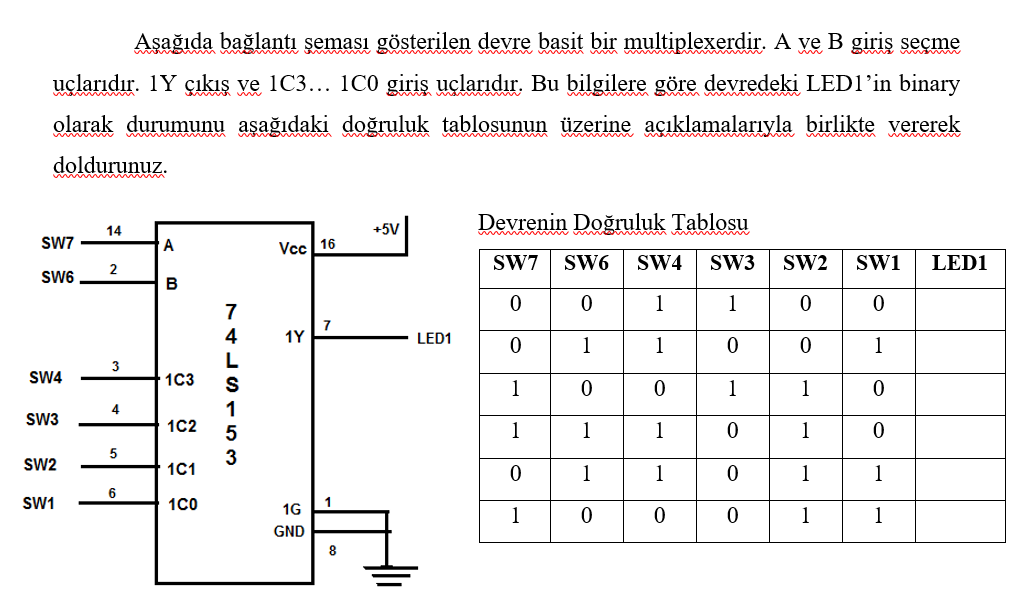 Aşağıda bağlantı şeması gösterilen devre basit bir multiplexerdir. A ve B giriş seçme
uçlarıdır. 1Y çıkış ve 1C3… 1C0 giriş uçlarıdır. Bu bilgilere göre devredeki LED1’in binary
olarak durumunu aşağıdaki doğruluk tablosunun üzerine açıklamalarıyla birlikte vererek
doldurunuz.
SW7 14 A
SW6 2 B
SW4 3 1C3
SW3 4 1C2
SW2 5 1C1
SW1 6 1C0
74LS153
Vcc 16 +5V
1Y 7 LED1
1G 1
GND 8
Devrenin Doğruluk Tablosu
SW7 SW6 SW4 SW3 SW2 SW1 LED1
0 0 1 1 0 0
0 1 1 0 0 1
1 0 0 1 1 0
1 1 1 0 1 0
0 1 1 0 1 1
1 0 0 0 1 1